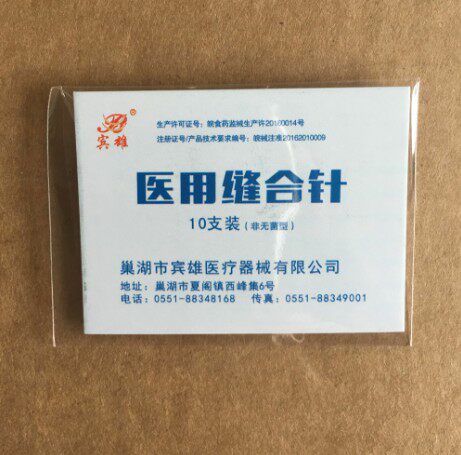 宾雄®
生产许可证号：皖食药监械生产许20160014号
注册证号/产品技术要求编号：皖械注准20162010009
医用缝合针
10支装（非无菌型）
巢湖市宾雄医疗器械有限公司
地址：巢湖市夏阁镇西峰集6号
电话：0551-88348168 传真：0551-88349001